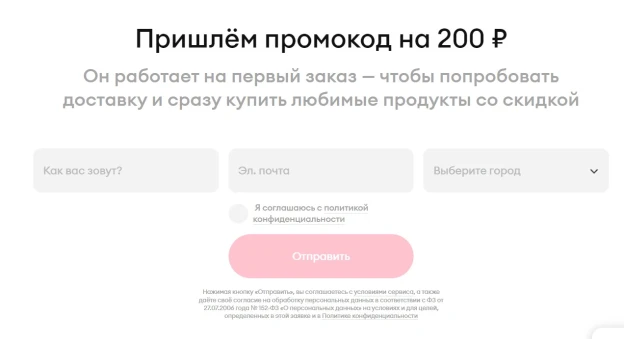 Пришлём промокод на 200 ₽
Он работает на первый заказ — чтобы попробовать
доставку и сразу купить любимые продукты со скидкой
Как вас зовут?
Эл. почта
Выберите город
Я соглашаюсь с политикой
конфиденциальности
Отправить
Нажимая кнопку «Отправить», вы соглашаетесь с условиями сервиса, а также
даёте своё согласие на обработку персональных данных в соответствии с ФЗ от
27.07.2006 года № 152-ФЗ «О персональных данных» на условиях и для целей,
определенных в этой заявке и в Политике конфиденциальности